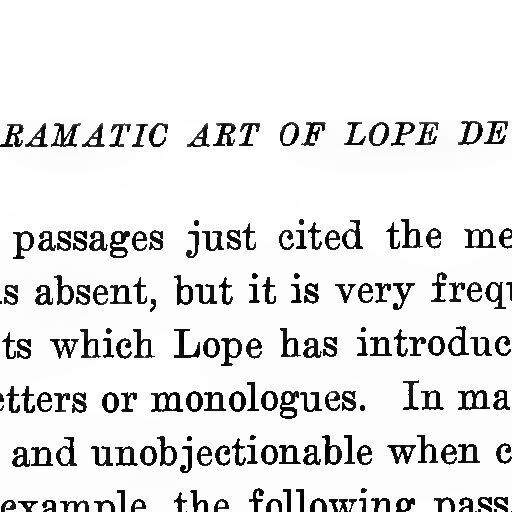 RAMATIC ART OF LOPE DE
passages just cited the me
s absent, but it is very frequ
ts which Lope has introduc
etters or monologues. In ma
and unobjectionable when c
example, the following pass